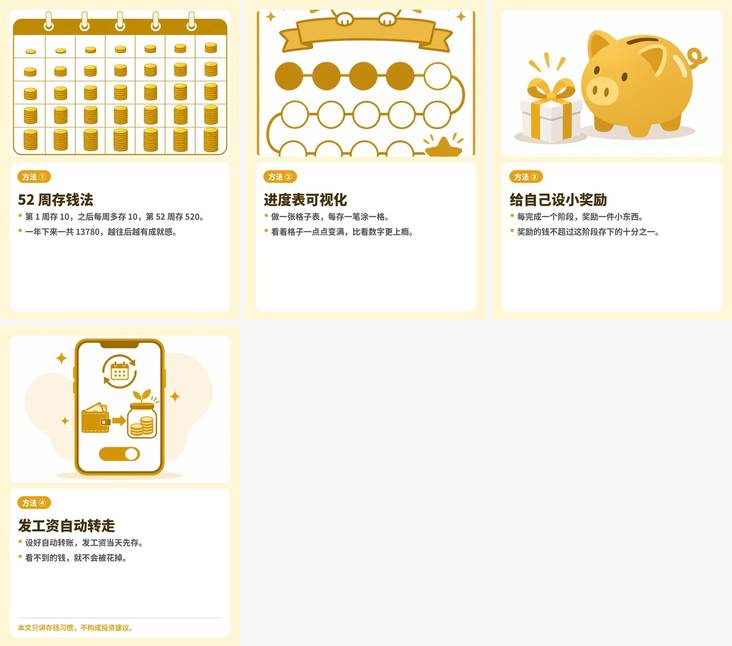 方法 ①
52 周存钱法
• 第 1 周存 10，之后每周多存 10，第 52 周存 520。
• 一年下来一共 13780，越往后越有成就感。
方法 ②
进度表可视化
• 做一张格子表，每存一笔涂一格。
• 看着格子一点点变满，比看数字更上瘾。
方法 ③
给自己设小奖励
• 每完成一个阶段，奖励一件小东西。
• 奖励的钱不超过这阶段存下的十分之一。
方法 ④
发工资自动转走
• 设好自动转账，发工资当天先存。
• 看不到的钱，就不会被花掉。
本文只讲存钱习惯，不构成投资建议。